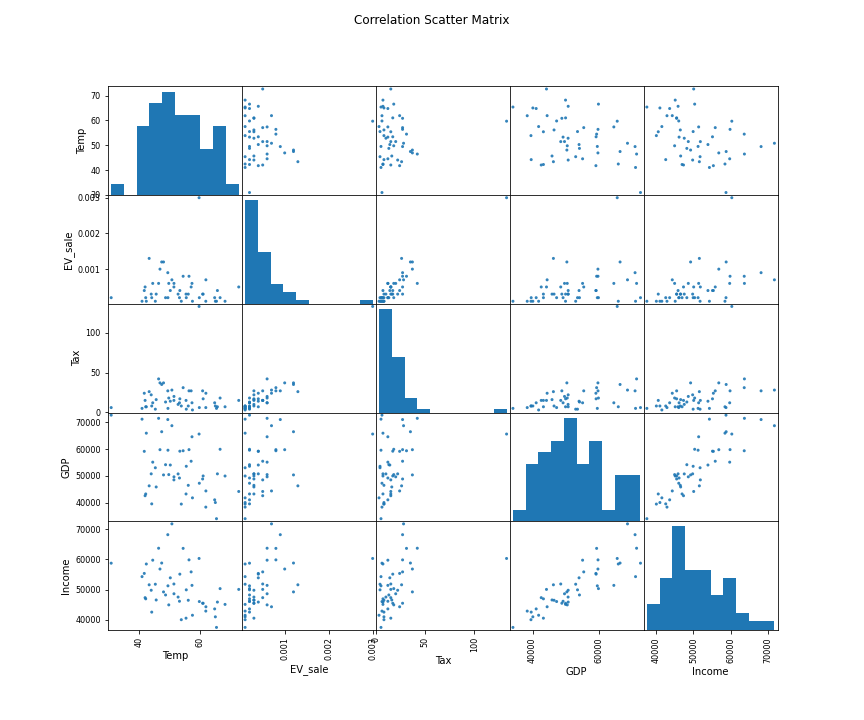 Correlation Scatter Matrix
70
60
50
40
30
Temp
0.003
0.002
0.001
EV_sale
100
50
0
Tax
70000
60000
50000
40000
GDP
70000
60000
50000
40000
Income
40 60 0.001 0.002 0.003 0 50 100 40000 60000 40000 50000 60000 70000
Temp EV_sale Tax GDP Income